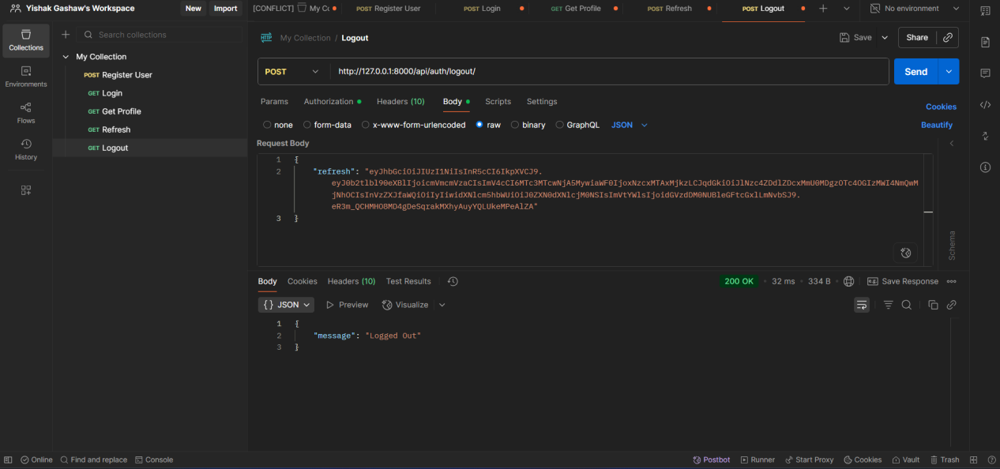 Yishak Gashaw's Workspace New Import [CONFLICT] My Cc POST Register User POST Login GET Get Profile POST Refresh POST Logout No environment
Collections
Environments
Flows
History
Search collections
My Collection
POST Register User
GET Login
GET Get Profile
GET Refresh
GET Logout
HTTP My Collection / Logout Save Share
POST http://127.0.0.1:8000/api/auth/logout/ Send
Params Authorization Headers (10) Body Scripts Settings Cookies
none form-data x-www-form-urlencoded raw binary GraphQL JSON Beautify
Request Body
1 {
2 "refresh": "eyJhbGciOiJIUzI1NiIsInR5cCI6IkpXVCJ9.
eyJ0b2tlbl90eXBlIjoicmVmcmVzaCIsImV4cCI6MTc3MTcwNjA5MywiaWF0IjoxNzcxMTAxMjkzLCJqdGkiOiJlNzc4ZDdlZDcxMmU0MDgzOTc4OGIzMWI4NmQwM
jNhOCIsInVzZXJfaWQiOiIyIiwidXNlcm5hbWUiOiJ0ZXN0dXNlcjM0NSIsImVtYWlsIjoidGVzdDM0NUBleGFtcGxlLmNvbSJ9.
eR3m_QCHMHO8MD4gDeSqrakMXhyAuyYQLUkeMPeAlZA"
3 }
Schema
Body Cookies Headers (10) Test Results 200 OK 32 ms 334 B Save Response
{} JSON Preview Visualize
1 {
2 "message": "Logged Out"
3 }
Online Find and replace Console Postbot Runner Start Proxy Cookies Vault Trash